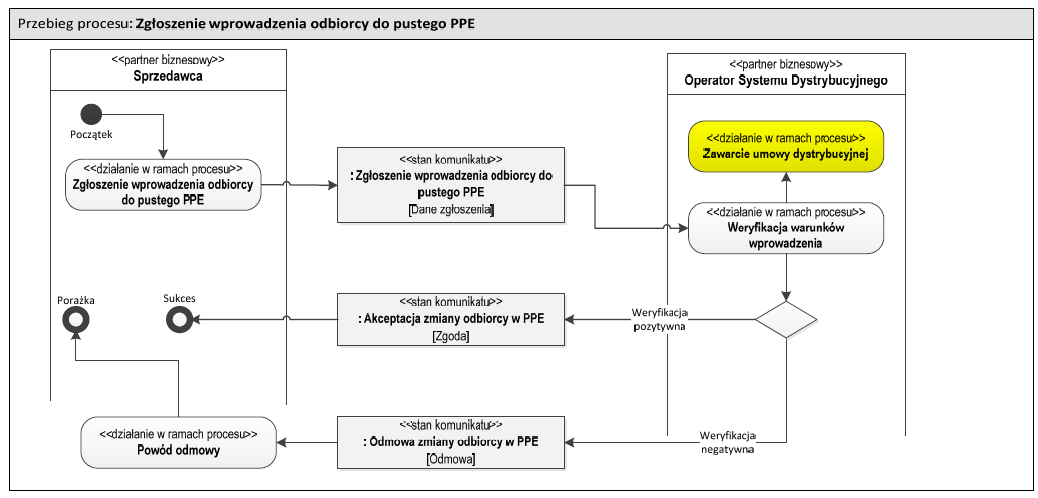 Przebieg procesu: Zgłoszenie wprowadzenia odbiorcy do pustego PPE
<<partner biznesowy>>
Sprzedawca
<<partner biznesowy>>
Operator Systemu Dystrybucyjnego
Początek
<<działanie w ramach procesu>>
Zgłoszenie wprowadzenia odbiorcy
do pustego PPE
<<stan komunikatu>>
: Zgłoszenie wprowadzenia odbiorcy do
pustego PPE
[Dane zgłoszenia]
<<działanie w ramach procesu>>
Zawarcie umowy dystrybucyjnej
<<działanie w ramach procesu>>
Weryfikacja warunków
wprowadzenia
Porażka
Sukces
<<stan komunikatu>>
: Akceptacja zmiany odbiorcy w PPE
[Zgoda]
Weryfikacja
pozytywna
<<działanie w ramach procesu>>
Powód odmowy
<<stan komunikatu>>
: Odmowa zmiany odbiorcy w PPE
[Odmowa]
Weryfikacja
negatywna